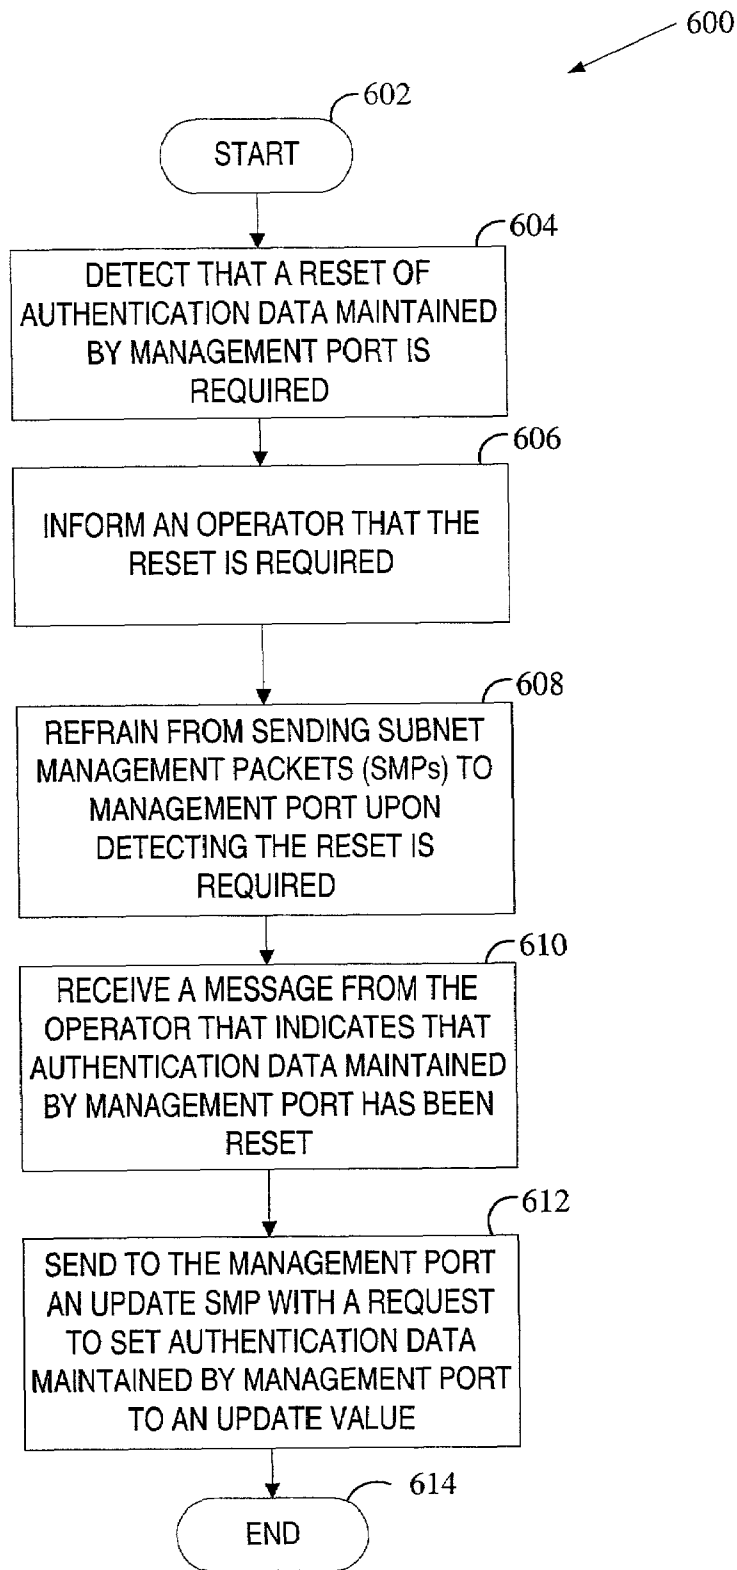 600
602
START
604
DETECT THAT A RESET OF
AUTHENTICATION DATA MAINTAINED
BY MANAGEMENT PORT IS
REQUIRED
606
INFORM AN OPERATOR THAT THE
RESET IS REQUIRED
608
REFRAIN FROM SENDING SUBNET
MANAGEMENT PACKETS (SMPs) TO
MANAGEMENT PORT UPON
DETECTING THE RESET IS
REQUIRED
610
RECEIVE A MESSAGE FROM THE
OPERATOR THAT INDICATES THAT
AUTHENTICATION DATA MAINTAINED
BY MANAGEMENT PORT HAS BEEN
RESET
612
SEND TO THE MANAGEMENT PORT
AN UPDATE SMP WITH A REQUEST
TO SET AUTHENTICATION DATA
MAINTAINED BY MANAGEMENT PORT
TO AN UPDATE VALUE
614
END